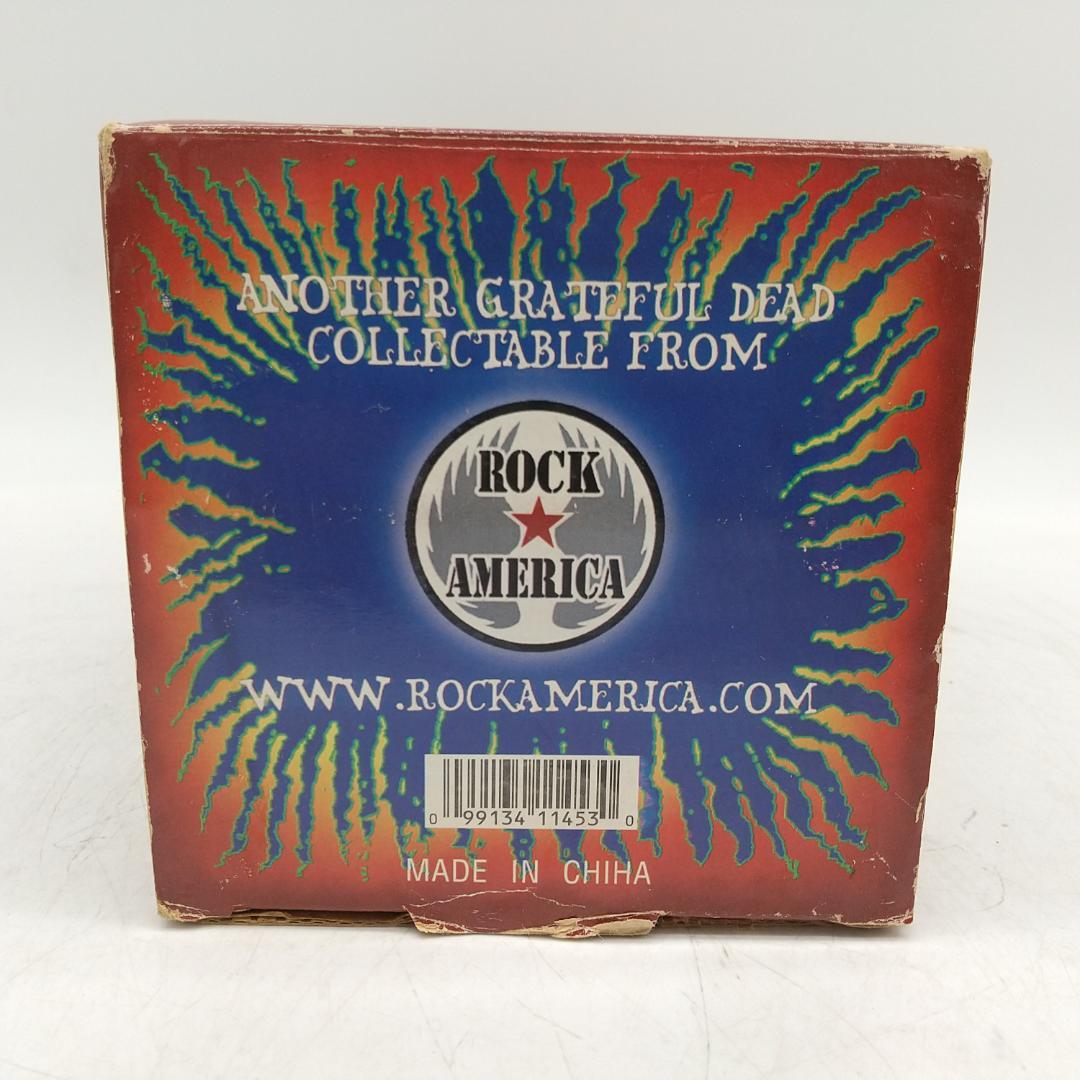 ANOTHER GRATEFUL DEAD
COLLECTABLE FROM
ROCK
AMERICA
WWW.ROCKAMERICA.COM
0 99134 11453 0
MADE IN CHIHA